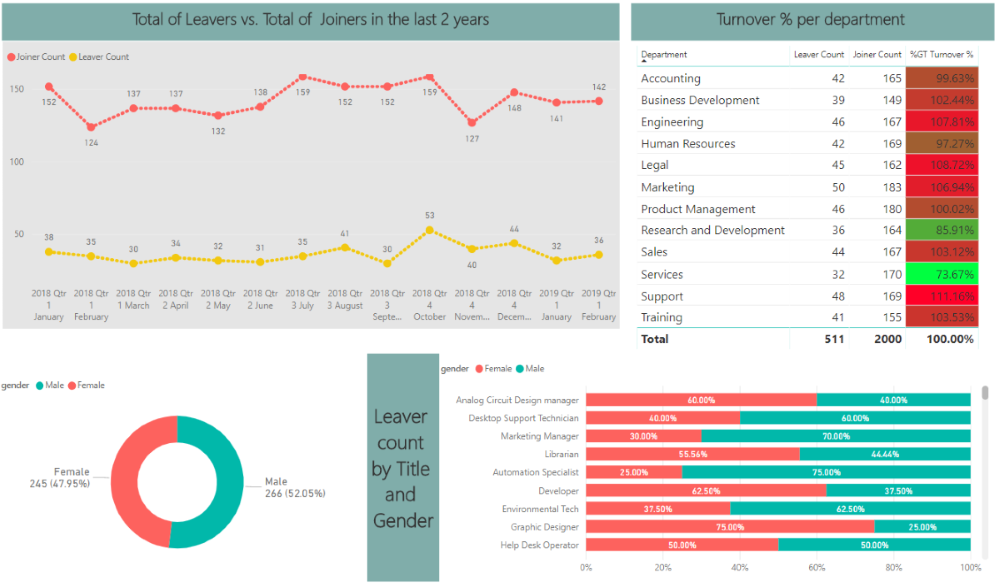 Total of Leavers vs. Total of Joiners in the last 2 years
Joiner Count Leaver Count
150
100
50
152 124 137 137 132 138 159 152 152 159 127 148 141 142
38 35 30 34 32 31 35 41 30 53 40 44 32 36
2018 Qtr 2018 Qtr 2018 Qtr 2018 Qtr 2018 Qtr 2018 Qtr 2018 Qtr 2018 Qtr 2018 Qtr 2018 Qtr 2018 Qtr 2018 Qtr 2019 Qtr 2019 Qtr
1 1 1 March 2 April 2 May 2 June 3 July 3 August 3 4 4 4 1 1
January February Septe... October Novem... Decem... January February
Turnover % per department
Department Leaver Count Joiner Count %GT Turnover %
Accounting 42 165 99.63%
Business Development 39 149 102.44%
Engineering 46 167 107.81%
Human Resources 42 169 97.27%
Legal 45 162 108.72%
Marketing 50 183 106.94%
Product Management 46 180 100.02%
Research and Development 36 164 85.91%
Sales 44 167 103.12%
Services 32 170 73.67%
Support 48 169 111.16%
Training 41 155 103.53%
Total 511 2000 100.00%
gender Male Female
Female
245 (47.95%)
Male
266 (52.05%)
Leaver
count
by Title
and
Gender
gender Female Male
Analog Circuit Design manager 60.00% 40.00%
Desktop Support Technician 40.00% 60.00%
Marketing Manager 30.00% 70.00%
Librarian 55.56% 44.44%
Automation Specialist 25.00% 75.00%
Developer 62.50% 37.50%
Environmental Tech 37.50% 62.50%
Graphic Designer 75.00% 25.00%
Help Desk Operator 50.00% 50.00%
0% 20% 40% 60% 80% 100%